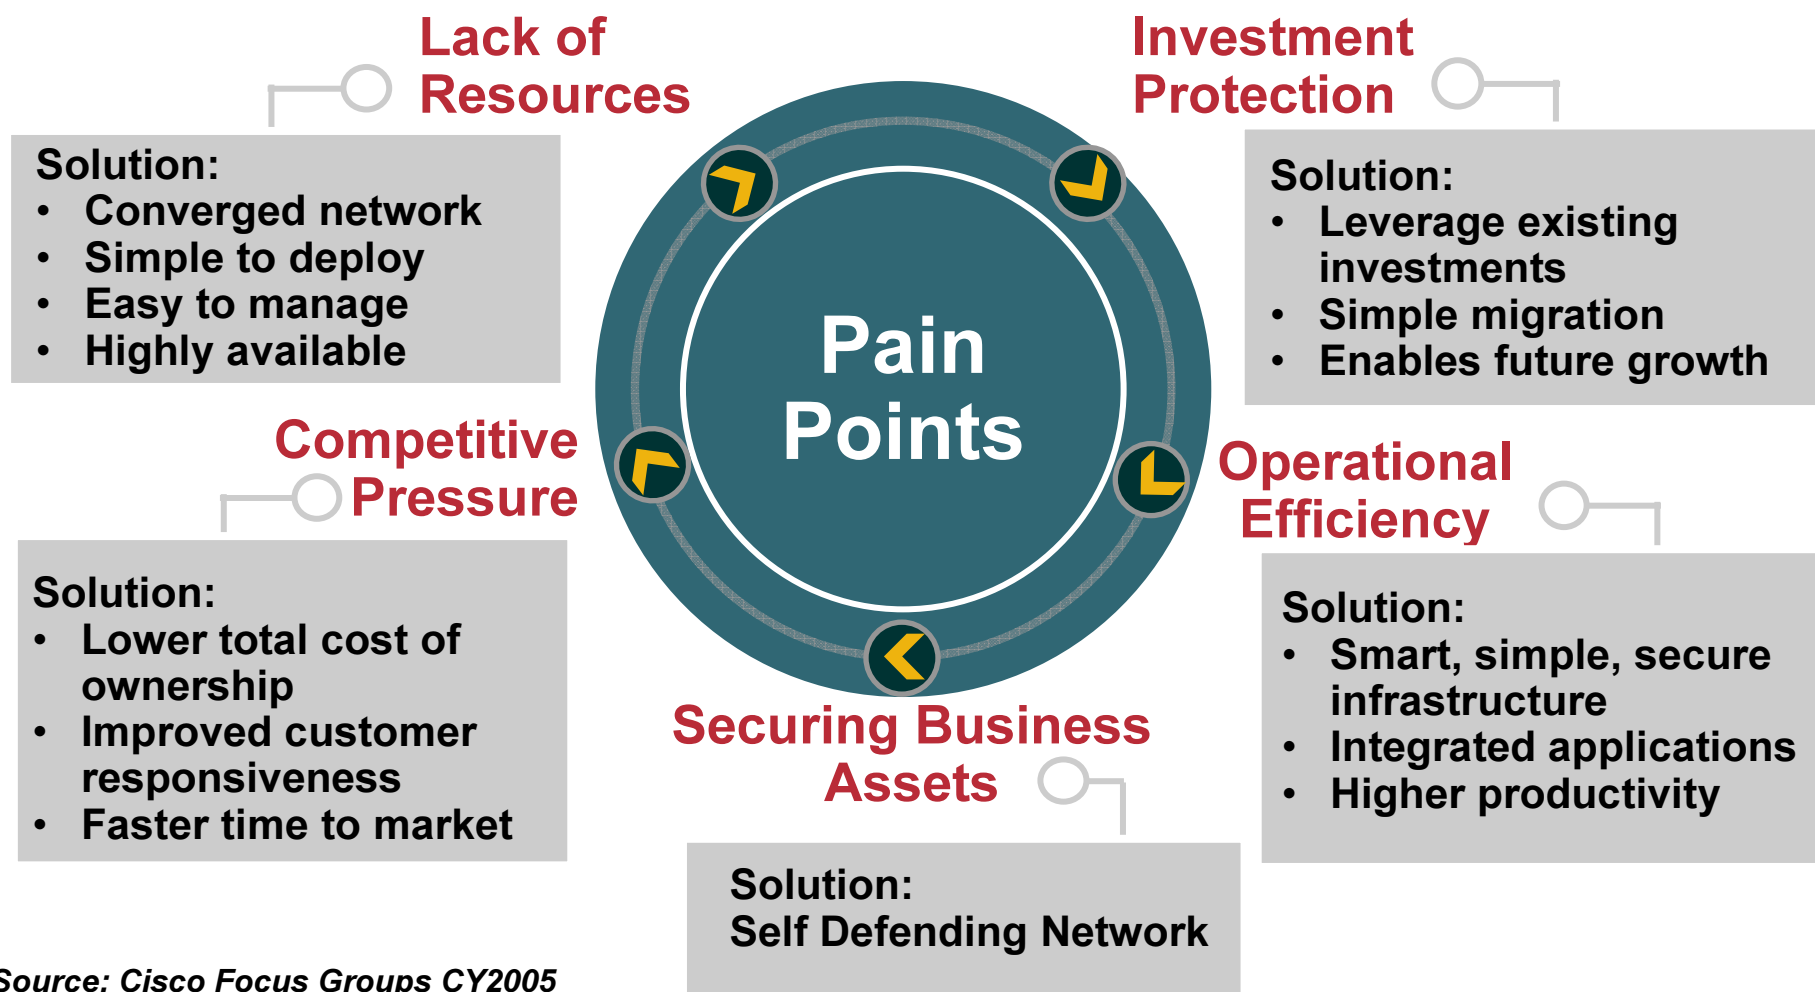 Lack of
Resources
Solution:
• Converged network
• Simple to deploy
• Easy to manage
• Highly available
Investment
Protection
Solution:
• Leverage existing
investments
• Simple migration
• Enables future growth
Pain
Points
Competitive
Pressure
Solution:
• Lower total cost of
ownership
• Improved customer
responsiveness
• Faster time to market
Operational
Efficiency
Solution:
• Smart, simple, secure
infrastructure
• Integrated applications
• Higher productivity
Securing Business
Assets
Solution:
Self Defending Network
Source: Cisco Focus Groups CY2005